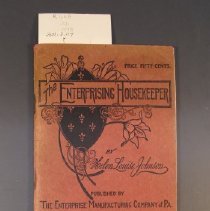 PRICE FIFTY CENTS.
THE ENTERPRISING HOUSEKEEPER
BY
Helen Louise Johnson
PUBLISHED BY
THE ENTERPRISE MANUFACTURING COMPANY of PA.